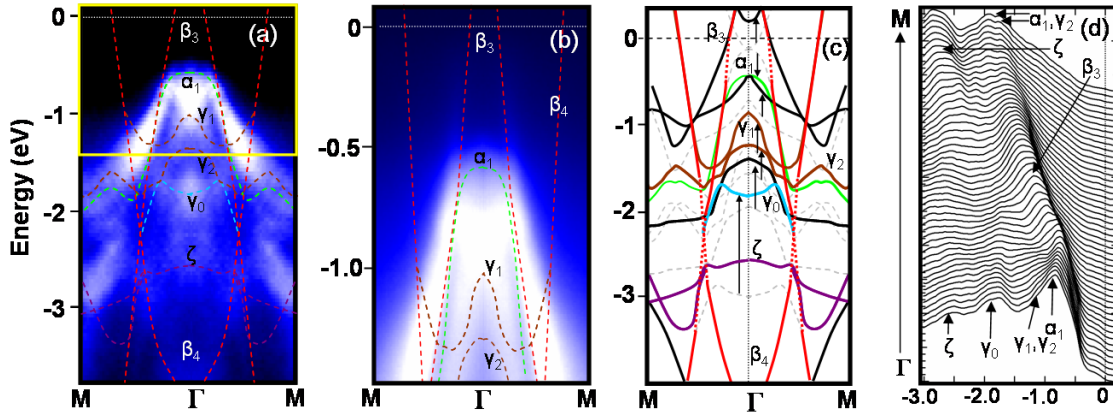 (a)
Energy (eV)
0
-1
-2
-3
β3
α1
γ1
γ2
γ0
ζ
β4
M Γ M
(b)
0
-0.5
-1.0
β3
β4
α1
γ1
γ2
M Γ M
(c)
0
-1
-2
-3
β3
α1
γ1
γ2
γ0
ζ
β4
M Γ M
(d)
M
Γ
α1,γ2
ζ
β3
ζ
γ0
γ1,γ2
α1
-3.0 -2.0 -1.0 0